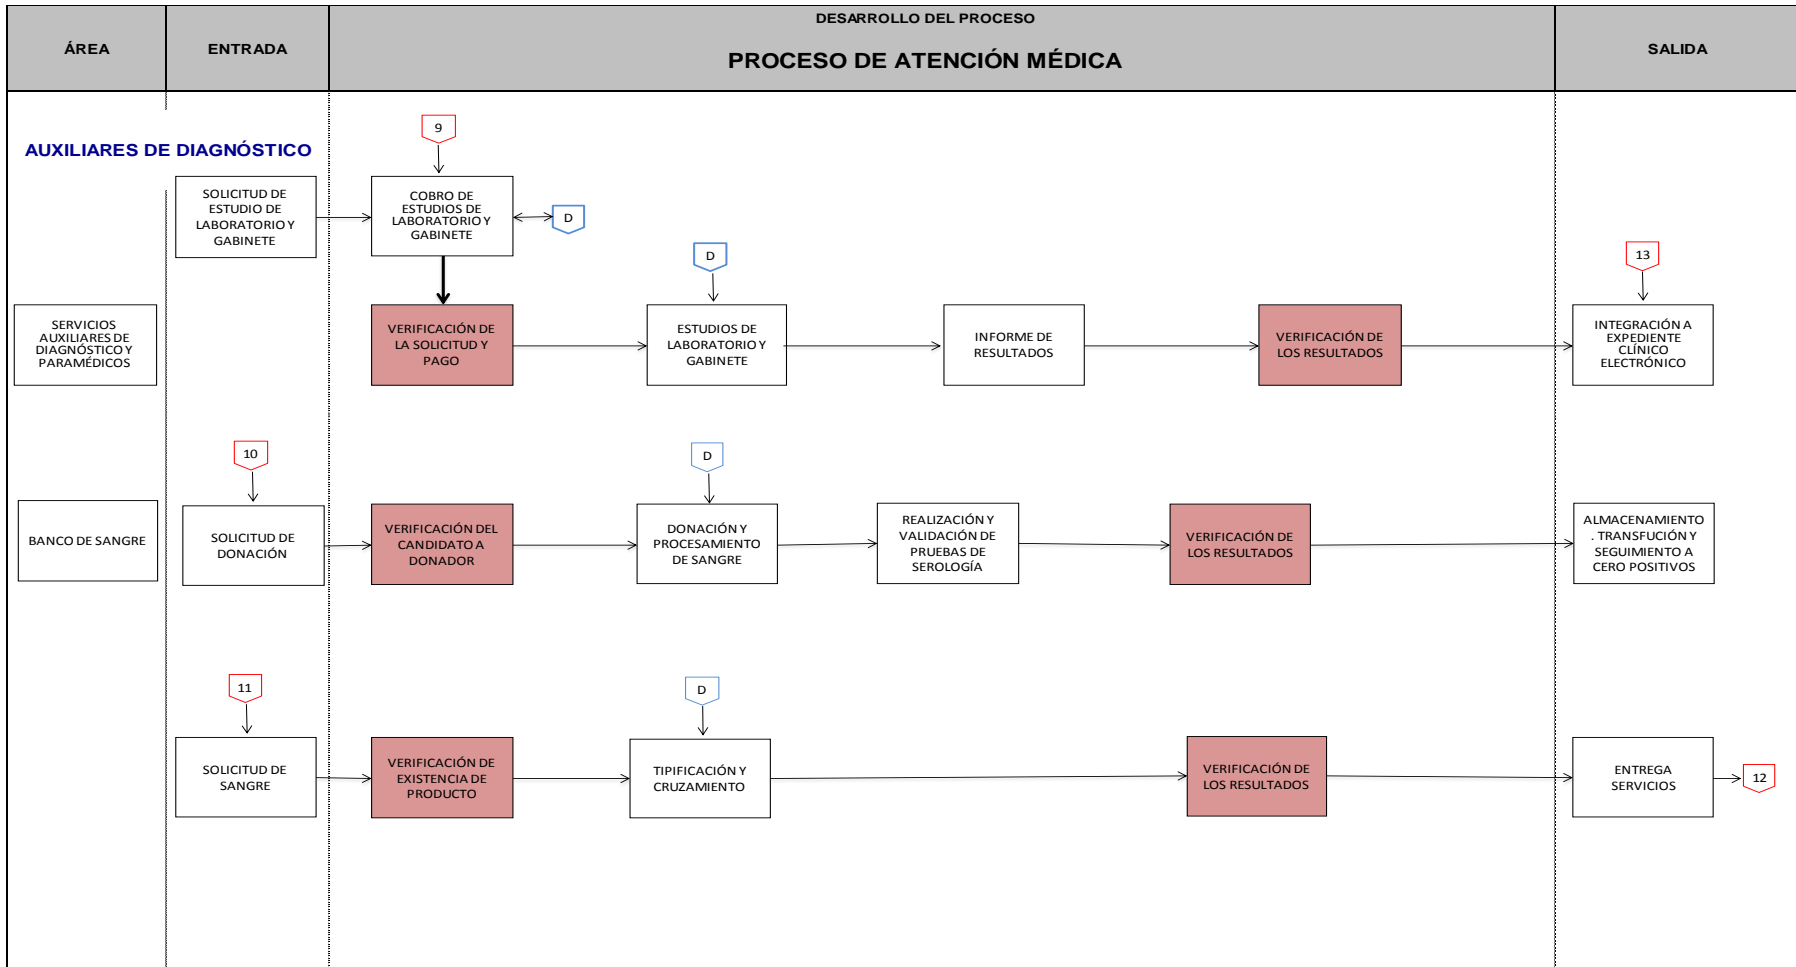 DESARROLLO DEL PROCESO
ÁREA
ENTRADA
PROCESO DE ATENCIÓN MÉDICA
SALIDA
9
AUXILIARES DE DIAGNÓSTICO
SOLICITUD DE
ESTUDIO DE
LABORATORIO Y
GABINETE
COBRO DE
ESTUDIOS DE
LABORATORIO Y
GABINETE
D
D
13
SERVICIOS
AUXILIARES DE
DIAGNÓSTICO Y
PARAMÉDICOS
VERIFICACIÓN DE
LA SOLICITUD Y
PAGO
ESTUDIOS DE
LABORATORIO Y
GABINETE
INFORME DE
RESULTADOS
VERIFICACIÓN DE
LOS RESULTADOS
INTEGRACIÓN A
EXPEDIENTE
CLÍNICO
ELECTRÓNICO
10
D
BANCO DE SANGRE
SOLICITUD DE
DONACIÓN
VERIFICACIÓN DEL
CANDIDATO A
DONADOR
DONACIÓN Y
PROCESAMIENTO
DE SANGRE
REALIZACIÓN Y
VALIDACIÓN DE
PRUEBAS DE
SEROLOGÍA
VERIFICACIÓN DE
LOS RESULTADOS
ALMACENAMIENTO
. TRANSFUCIÓN Y
SEGUIMIENTO A
CERO POSITIVOS
11
D
SOLICITUD DE
SANGRE
VERIFICACIÓN DE
EXISTENCIA DE
PRODUCTO
TIPIFICACIÓN Y
CRUZAMIENTO
VERIFICACIÓN DE
LOS RESULTADOS
ENTREGA
SERVICIOS
12